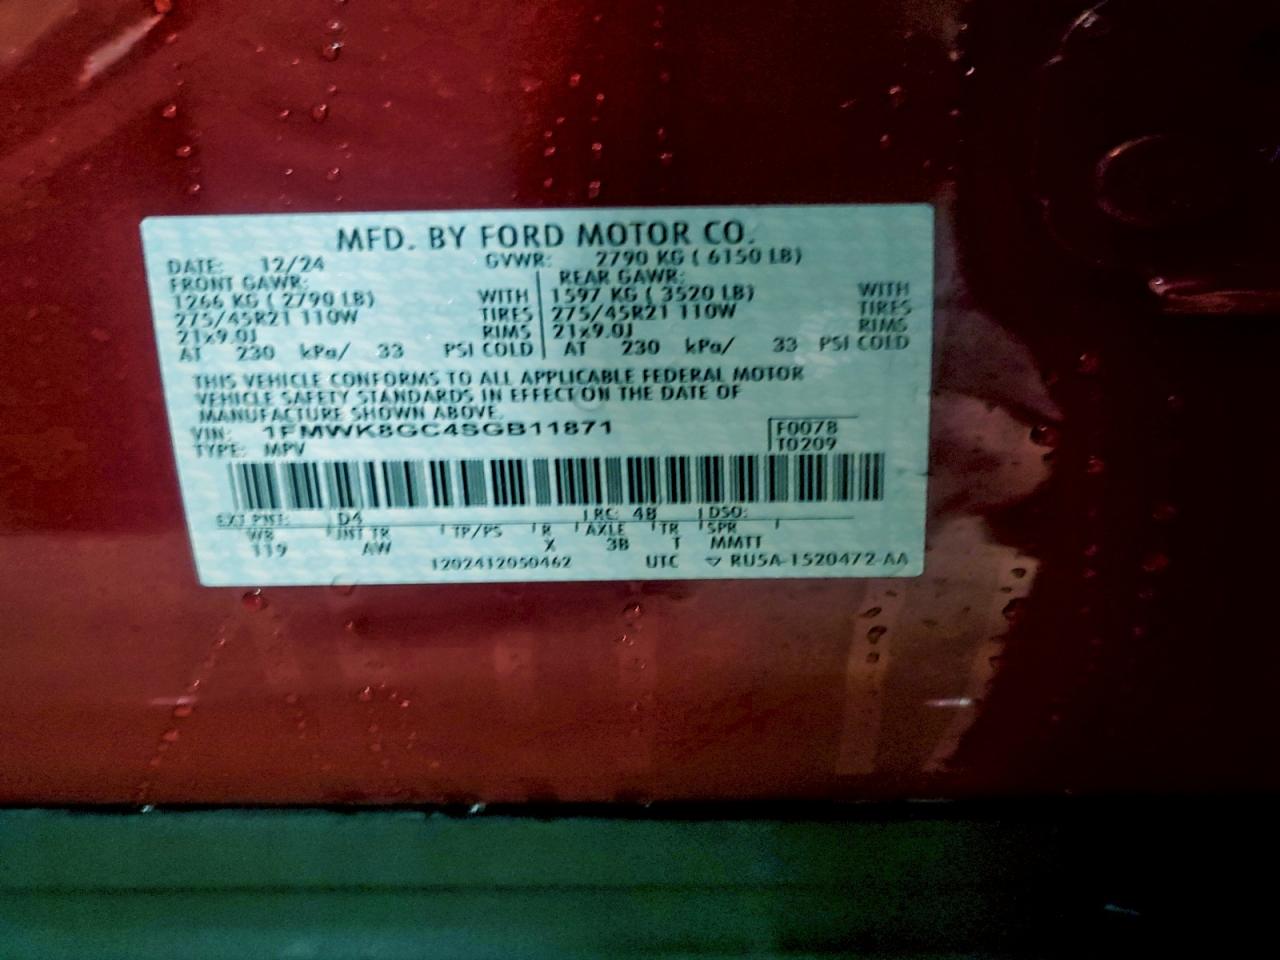 MFD. BY FORD MOTOR CO.
DATE: 12/24 GVWR: 2790 KG ( 6150 LB)
FRONT GAWR: REAR GAWR:
1266 KG ( 2790 LB) WITH 1597 KG ( 3520 LB) WITH
275/45R21 110W TIRES 275/45R21 110W TIRES
21x9.0J RIMS 21x9.0J RIMS
AT 230 kPa/ 33 PSI COLD AT 230 kPa/ 33 PSI COLD
THIS VEHICLE CONFORMS TO ALL APPLICABLE FEDERAL MOTOR
VEHICLE SAFETY STANDARDS IN EFFECT ON THE DATE OF
MANUFACTURE SHOWN ABOVE.
VIN: 1FMWK8GC4SGB11871 F0078
TYPE: MPV T0209
EXT PNT: D4 RC: 48 DSO:
WB INT TR TP/PS R AXLE TR SPR
119 AW X 3B T MMTT
1202412050462 UTC RU5A-1520472-AA